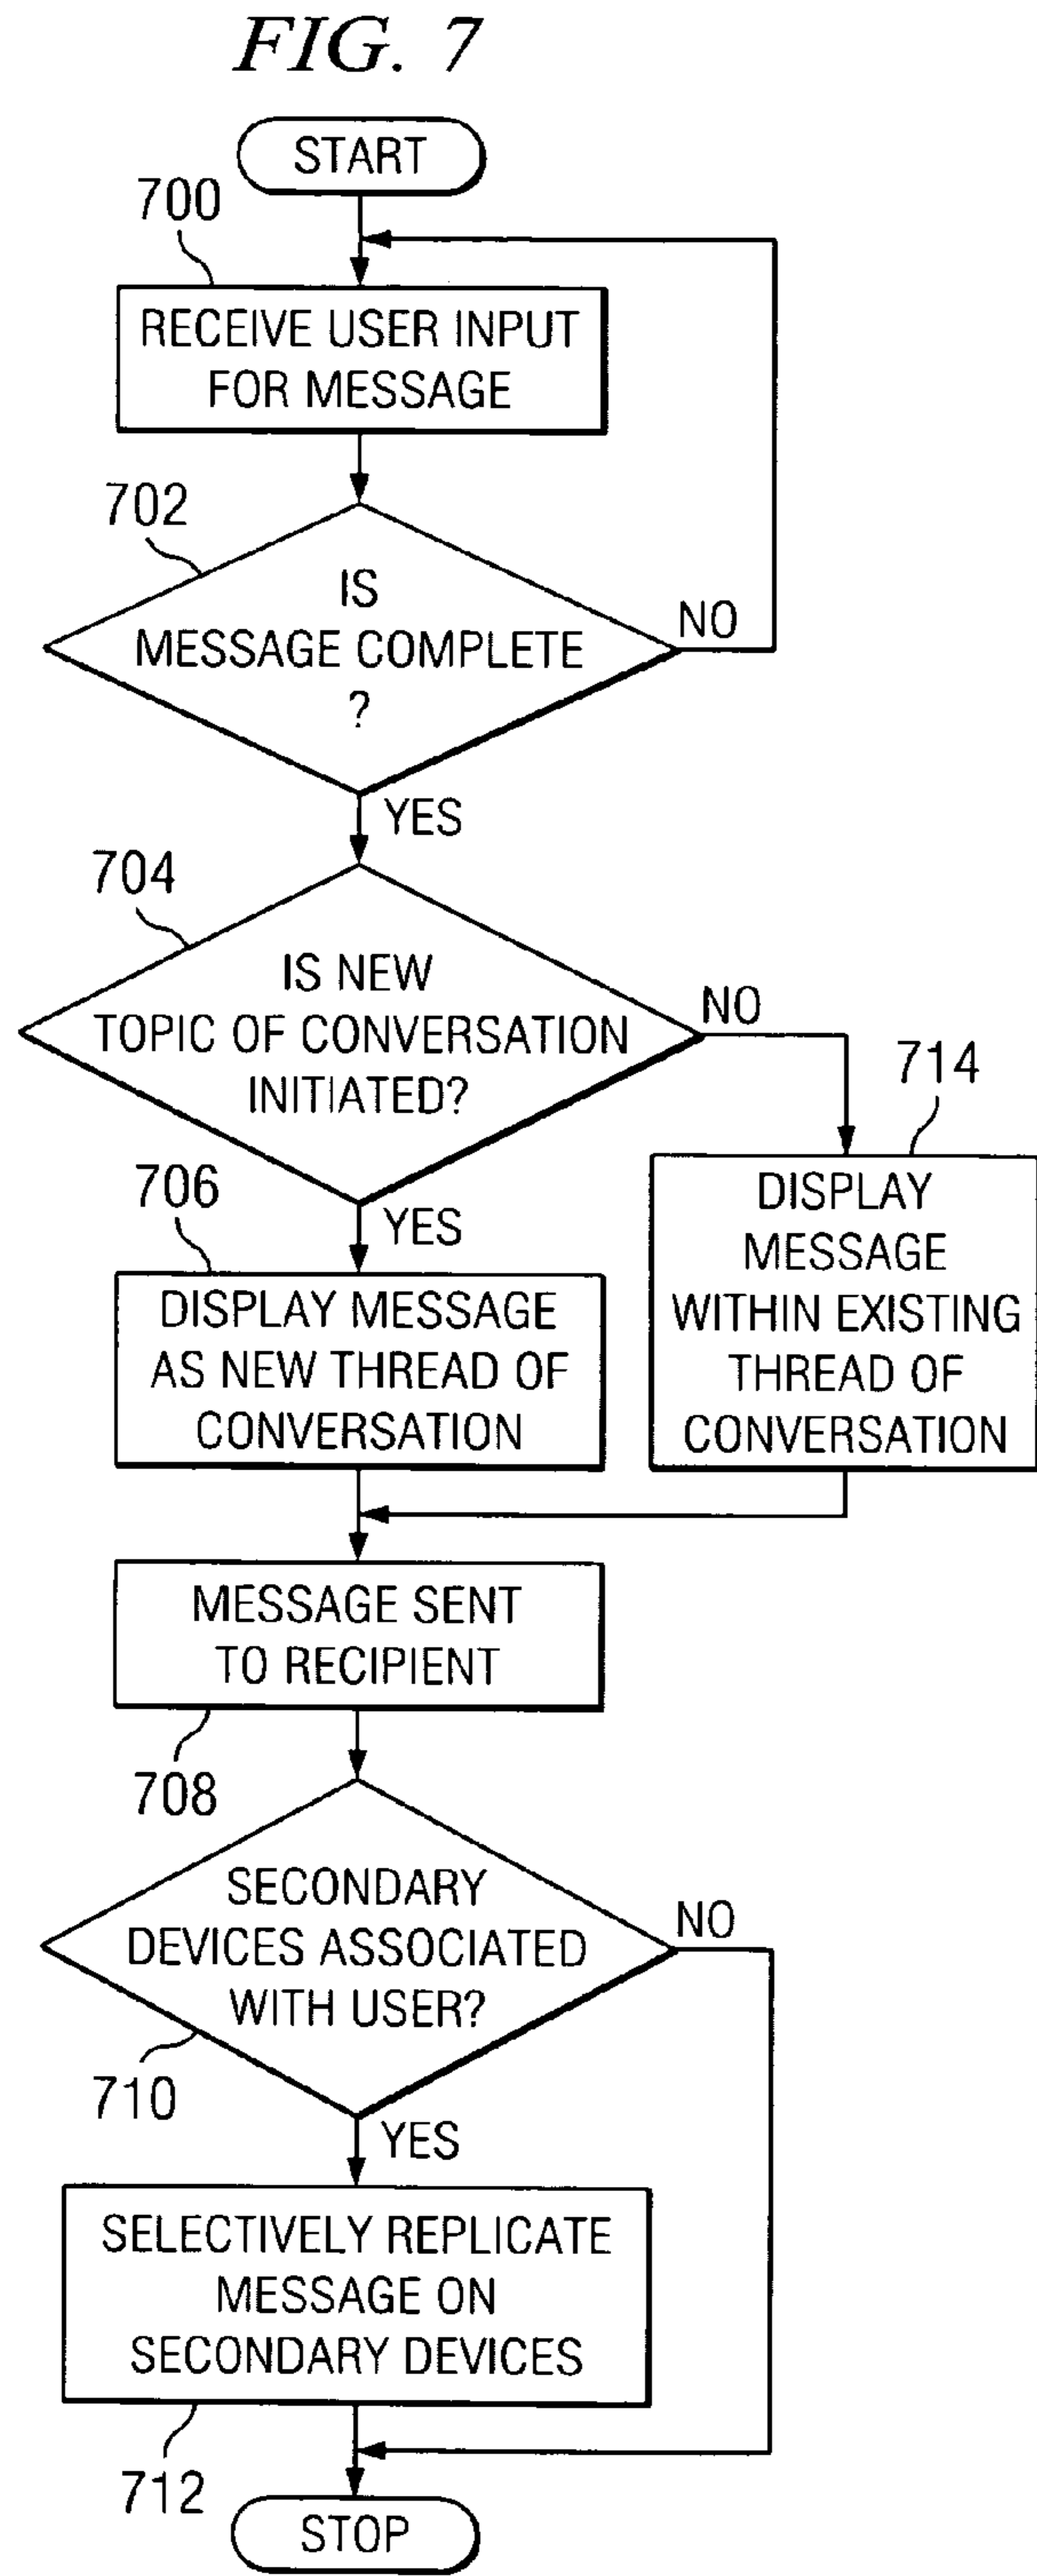 FIG. 7
START
700
RECEIVE USER INPUT
FOR MESSAGE
702
IS
MESSAGE COMPLETE
?
NO
YES
704
IS NEW
TOPIC OF CONVERSATION
INITIATED?
NO
YES
714
DISPLAY
MESSAGE
WITHIN EXISTING
THREAD OF
CONVERSATION
706
DISPLAY MESSAGE
AS NEW THREAD OF
CONVERSATION
MESSAGE SENT
TO RECIPIENT
708
SECONDARY
DEVICES ASSOCIATED
WITH USER?
NO
710
YES
SELECTIVELY REPLICATE
MESSAGE ON
SECONDARY DEVICES
712
STOP